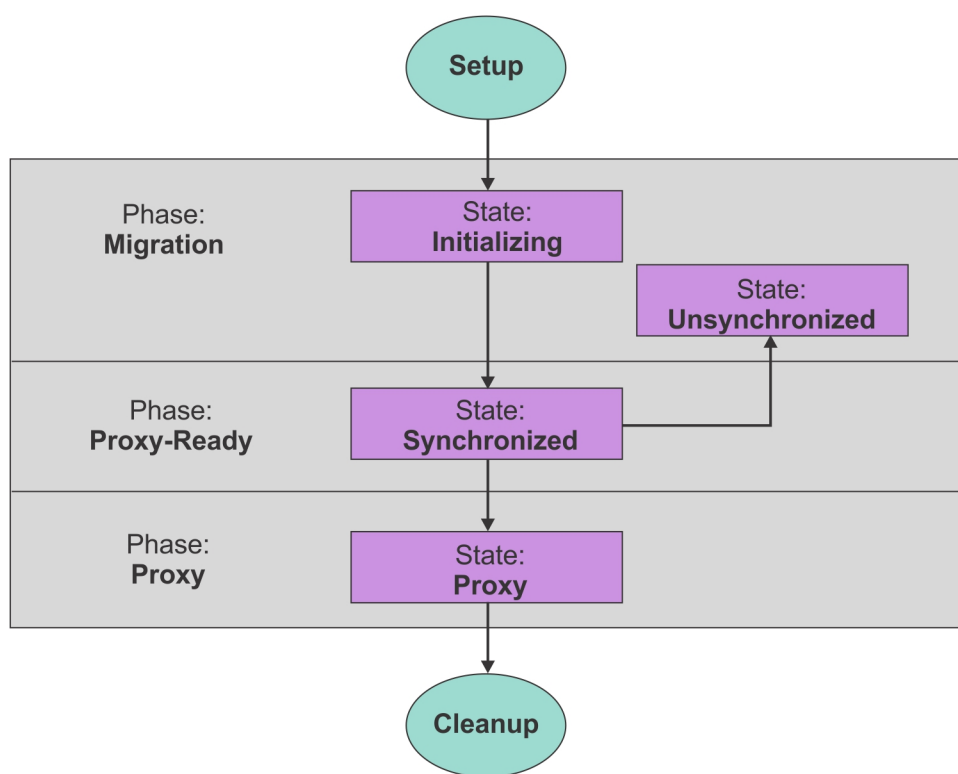 Setup
Phase:
Migration
State:
Initializing
State:
Unsynchronized
Phase:
Proxy-Ready
State:
Synchronized
Phase:
Proxy
State:
Proxy
Cleanup